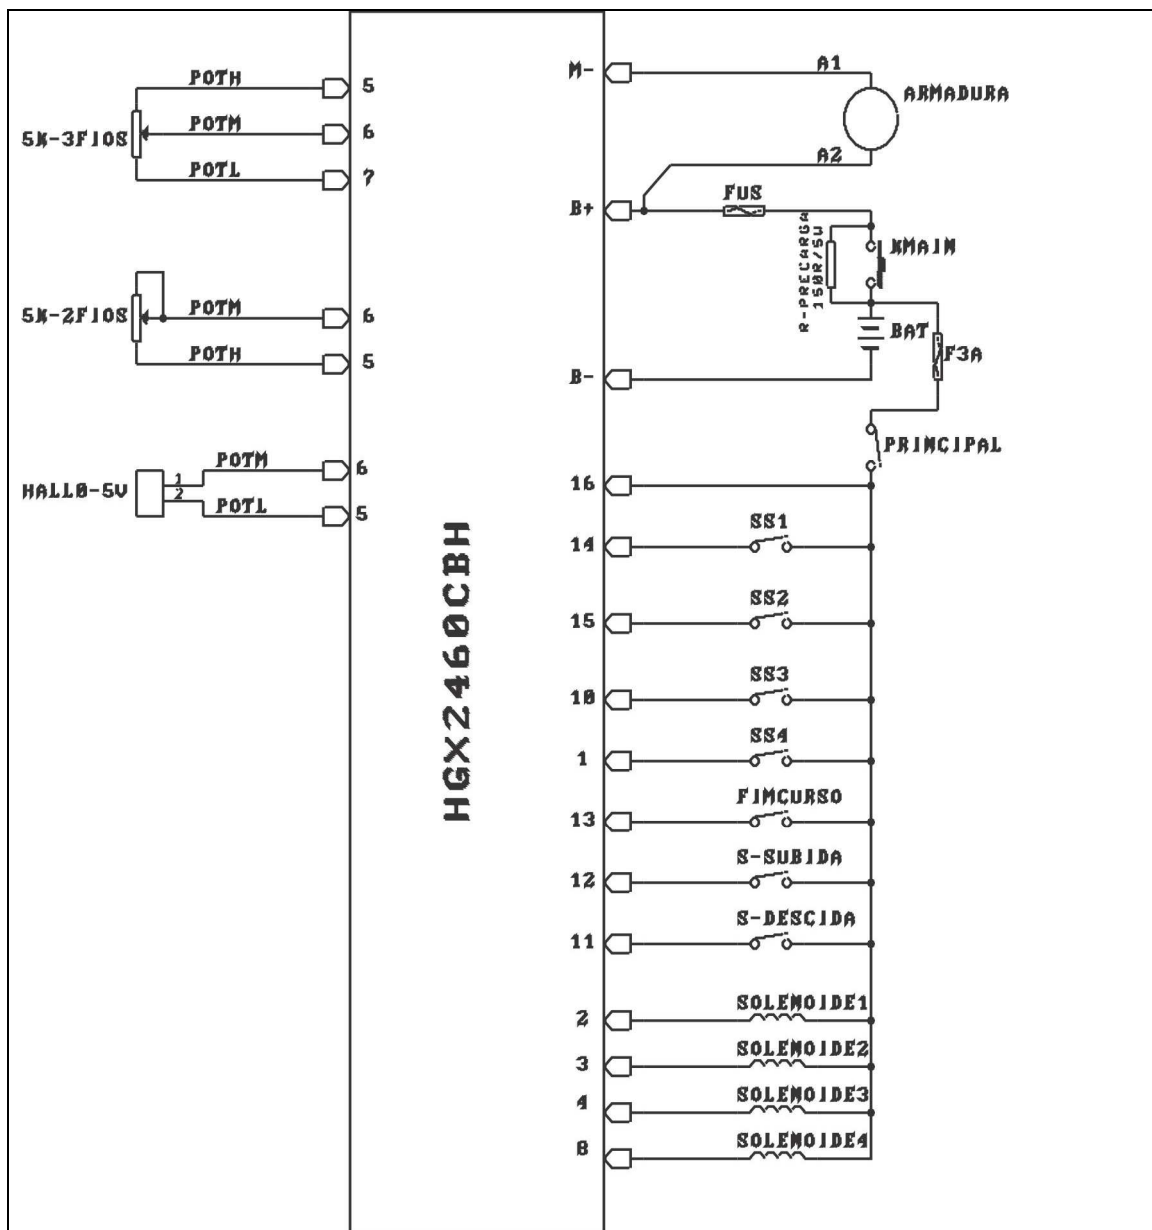 5K-3FIOS
POTH
5
POTM
6
POTL
7
5K-2FIOS
POTM
6
POTH
5
HALL0-5V
1
POTM
6
2
POTL
5
HGX2460CBH
M-
A1
ARMADURA
A2
B+
FUS
R-PRECARGA
150R/5W
KMAIN
BAT
F3A
B-
PRINCIPAL
16
14
SS1
15
SS2
10
SS3
1
SS4
13
FIMCURSO
12
S-SUBIDA
11
S-DESCIDA
2
SOLENOIDE1
3
SOLENOIDE2
4
SOLENOIDE3
8
SOLENOIDE4